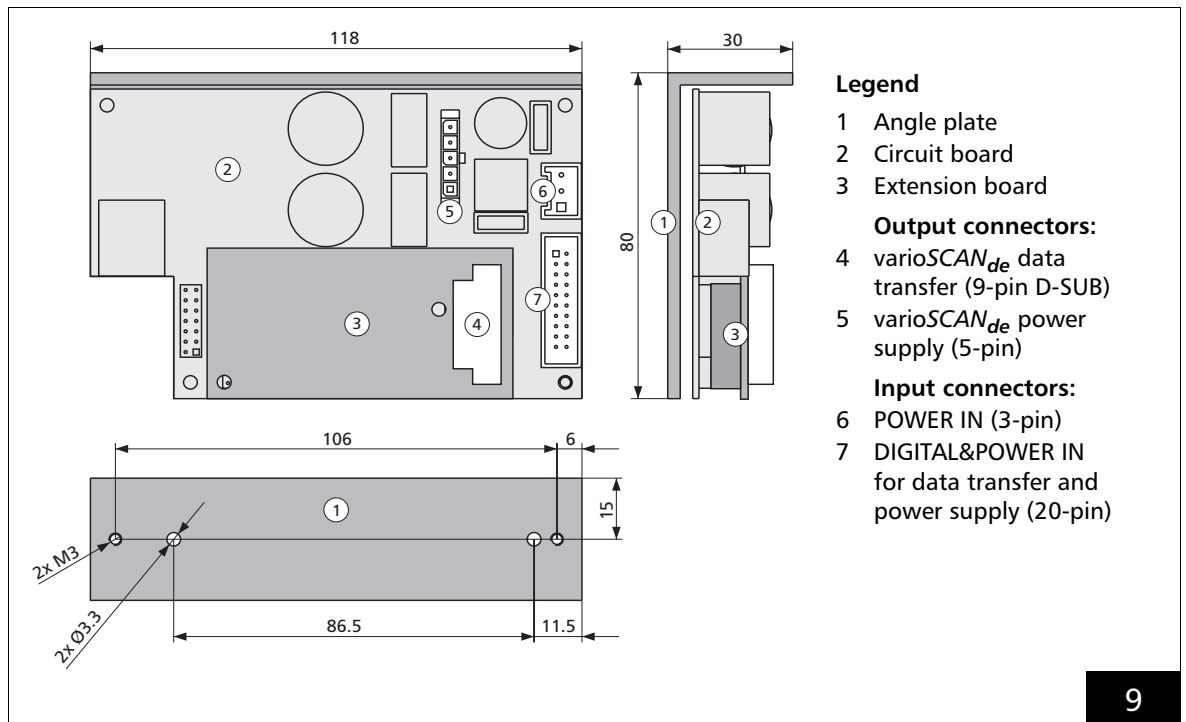 118
30
80
2
5
6
7
3
4
1
2
3
Legend
1 Angle plate
2 Circuit board
3 Extension board
Output connectors:
4 varioSCANde data
transfer (9-pin D-SUB)
5 varioSCANde power
supply (5-pin)
Input connectors:
6 POWER IN (3-pin)
7 DIGITAL&POWER IN
for data transfer and
power supply (20-pin)
106
6
1
15
2x M3
2x Ø3.3
86.5
11.5
9